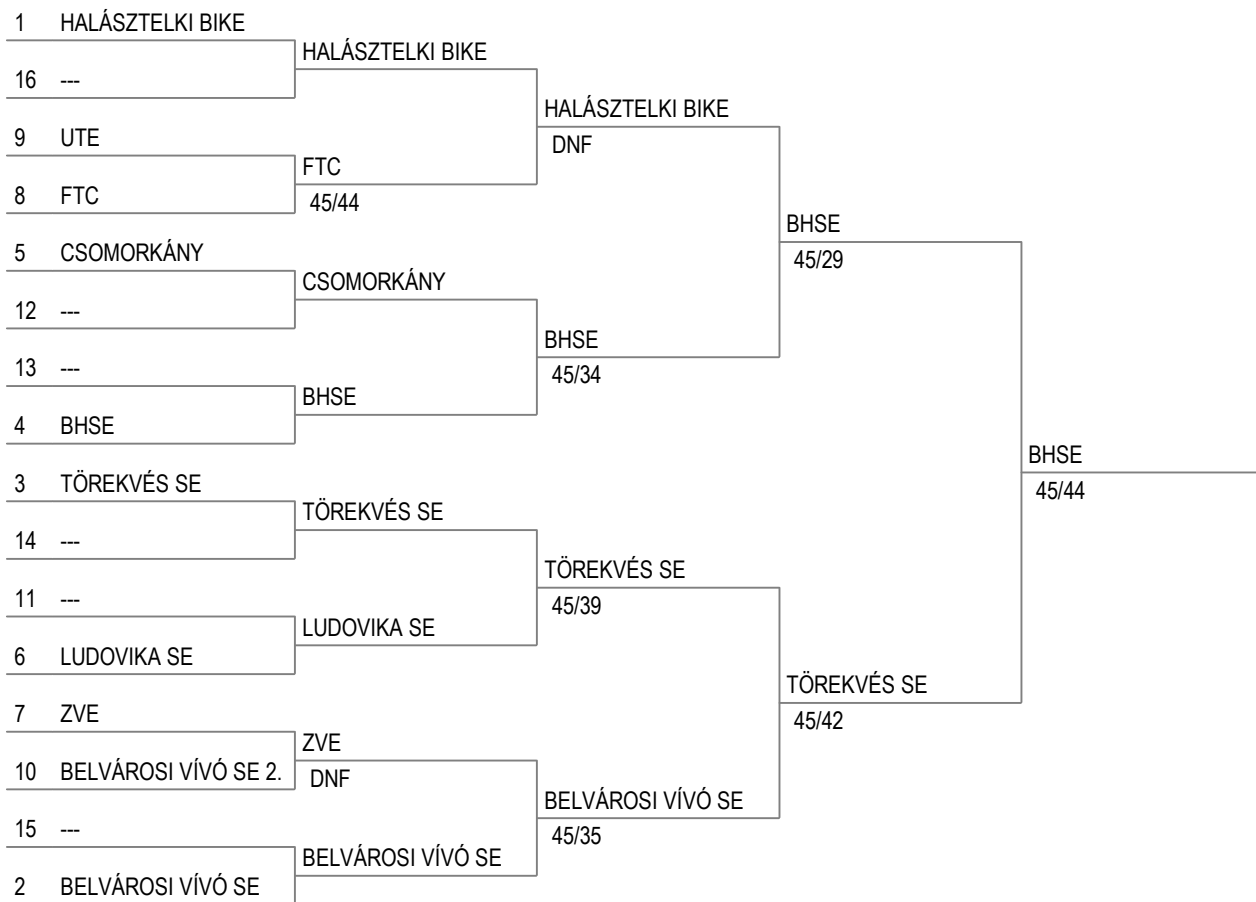 1 HALÁSZTELKI BIKE
HALÁSZTELKI BIKE
16 ---
HALÁSZTELKI BIKE
9 UTE
DNF
FTC
8 FTC
45/44
BHSE
5 CSOMORKÁNY
45/29
CSOMORKÁNY
12 ---
BHSE
13 ---
45/34
BHSE
4 BHSE
BHSE
3 TÖREKVÉS SE
45/44
TÖREKVÉS SE
14 ---
TÖREKVÉS SE
11 ---
45/39
LUDOVIKA SE
6 LUDOVIKA SE
TÖREKVÉS SE
7 ZVE
45/42
ZVE
10 BELVÁROSI VÍVÓ SE 2.
DNF
BELVÁROSI VÍVÓ SE
15 ---
45/35
BELVÁROSI VÍVÓ SE
2 BELVÁROSI VÍVÓ SE